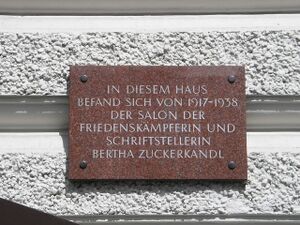 IN DIESEM HAUS
BEFAND SICH VON 1917-1938
DER SALON DER
FRIEDENSKÄMPFERIN UND
SCHRIFTSTELLERIN
BERTHA ZUCKERKANDL